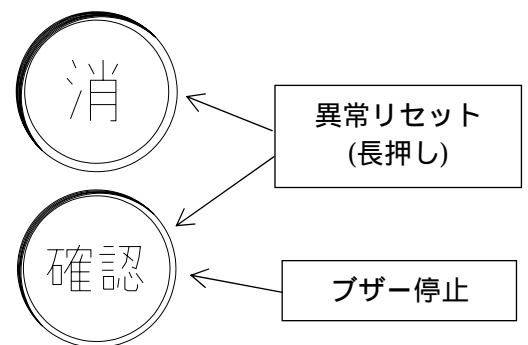 消
異常リセット
(長押し)
確認
ブザー停止